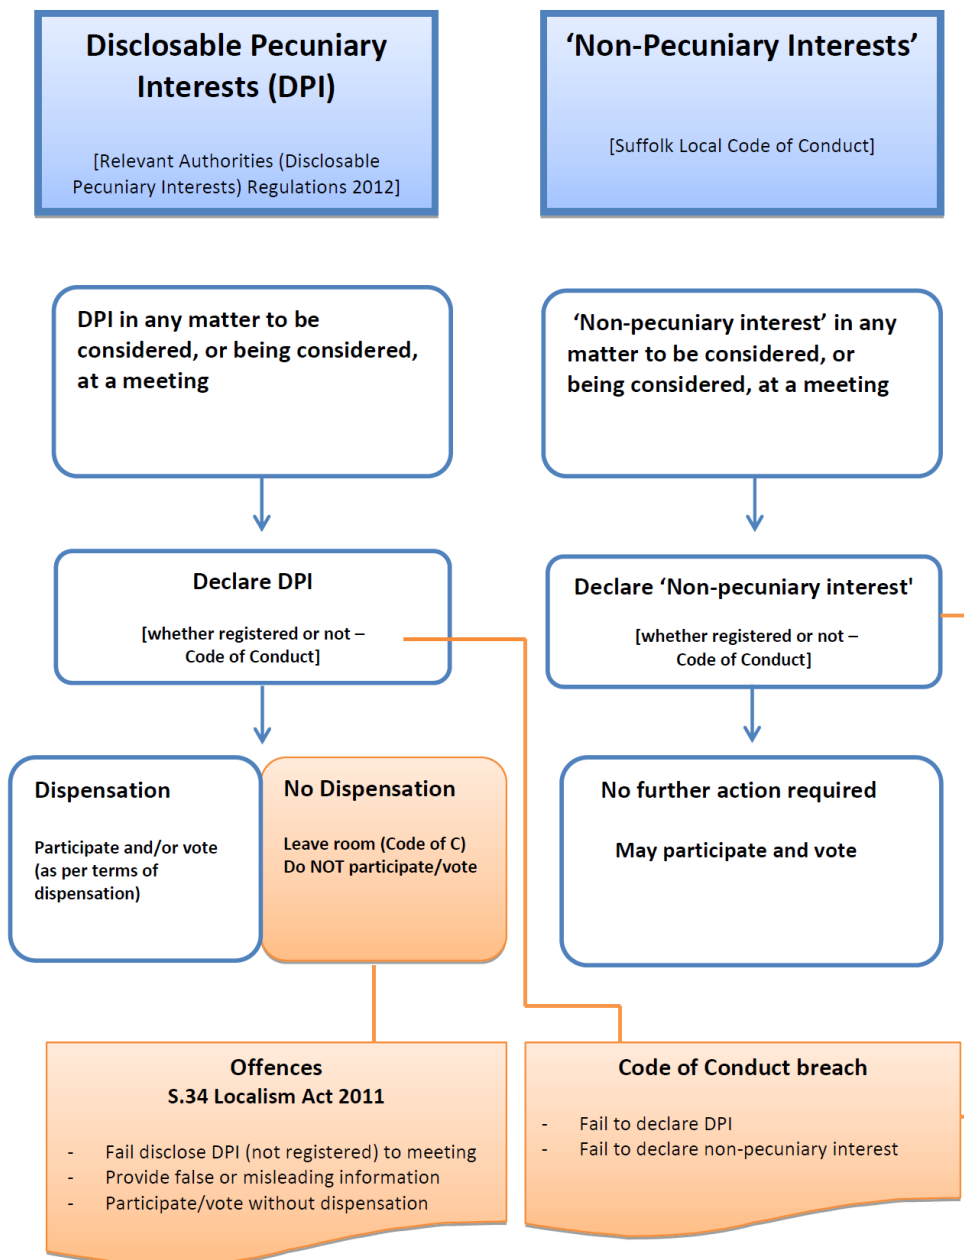 Disclosable Pecuniary
Interests (DPI)
[Relevant Authorities (Disclosable
Pecuniary Interests) Regulations 2012]
‘Non-Pecuniary Interests’
[Suffolk Local Code of Conduct]
DPI in any matter to be
considered, or being considered,
at a meeting
‘Non-pecuniary interest’ in any
matter to be considered, or
being considered, at a meeting
Declare DPI
[whether registered or not –
Code of Conduct]
Declare ‘Non-pecuniary interest'
[whether registered or not –
Code of Conduct]
Dispensation
Participate and/or vote
(as per terms of
dispensation)
No Dispensation
Leave room (Code of C)
Do NOT participate/vote
No further action required
May participate and vote
Offences
S.34 Localism Act 2011
- Fail disclose DPI (not registered) to meeting
- Provide false or misleading information
- Participate/vote without dispensation
Code of Conduct breach
- Fail to declare DPI
- Fail to declare non-pecuniary interest